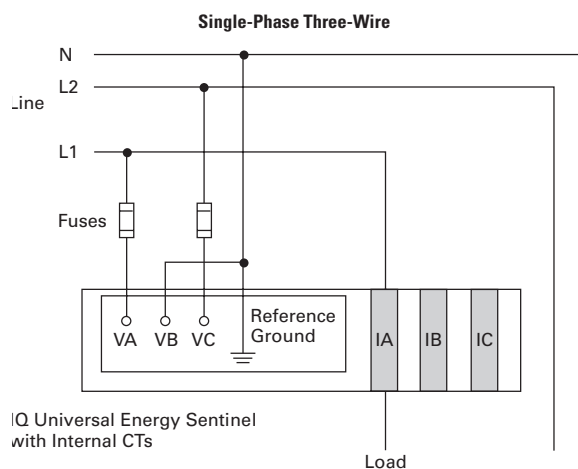 Single-Phase Three-Wire
N
L2
Line
L1
Fuses
VA VB VC
Reference
Ground
IA IB IC
IQ Universal Energy Sentinel
with Internal CTs
Load